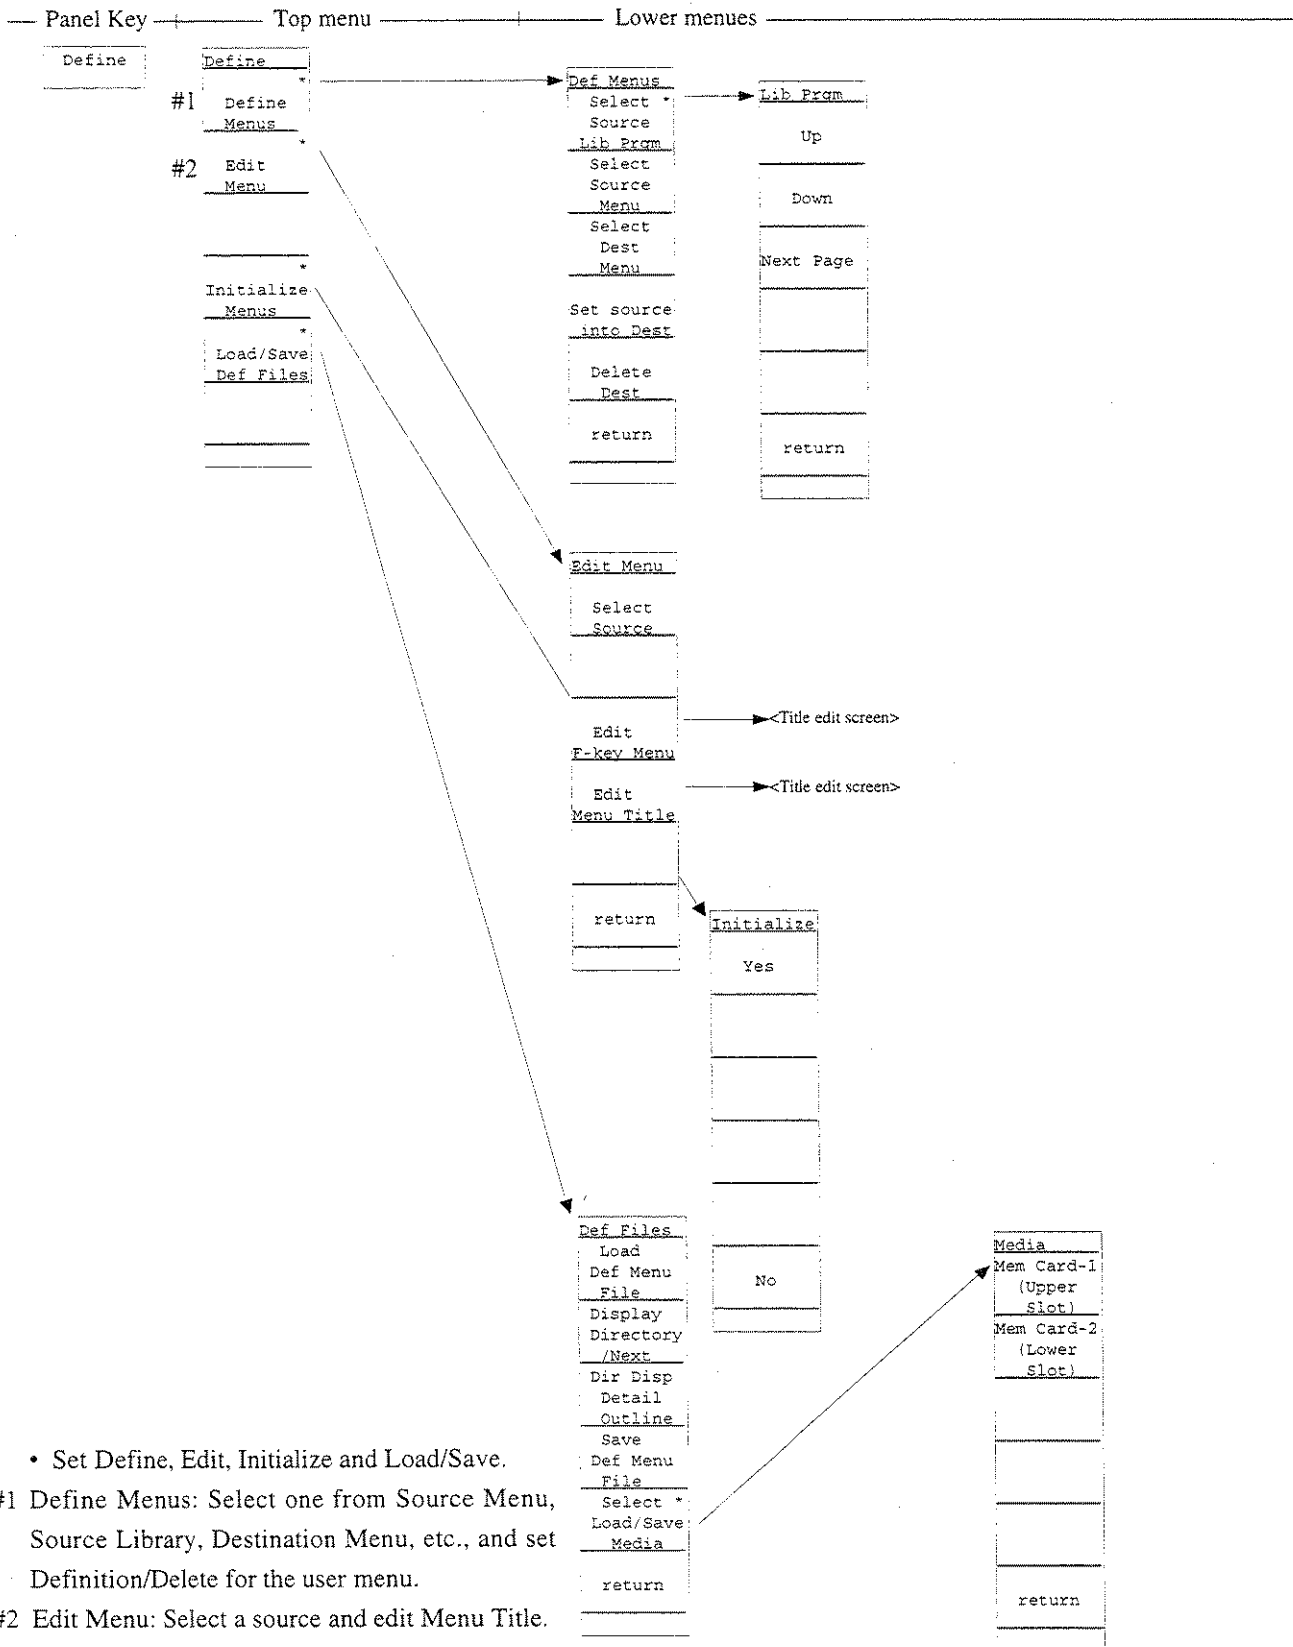 Panel Key Top menu Lower menues
Define
Define
*
#1 Define
Menus
*
#2 Edit
Menu
*
Initialize
Menus
*
Load/Save
Def Files
Def Menus
Select *
Source
Lib Prgm
Select
Source
Menu
Select
Dest
Menu
Set source
into Dest
Delete
Dest
return
Lib Prgm
Up
Down
Next Page
return
Edit Menu
Select
Source
Edit
F-key Menu
<Title edit screen>
Edit
Menu Title
<Title edit screen>
return
Initialize
Yes
No
Def Files
Load
Def Menu
File
Display
Directory
/Next
Dir Disp
Detail
Outline
Save
Def Menu
File
Select *
Load/Save
Media
return
Media
Mem Card-1
(Upper
Slot)
Mem Card-2
(Lower
Slot)
return
• Set Define, Edit, Initialize and Load/Save.
#1 Define Menus: Select one from Source Menu,
Source Library, Destination Menu, etc., and set
Definition/Delete for the user menu.
#2 Edit Menu: Select a source and edit Menu Title.